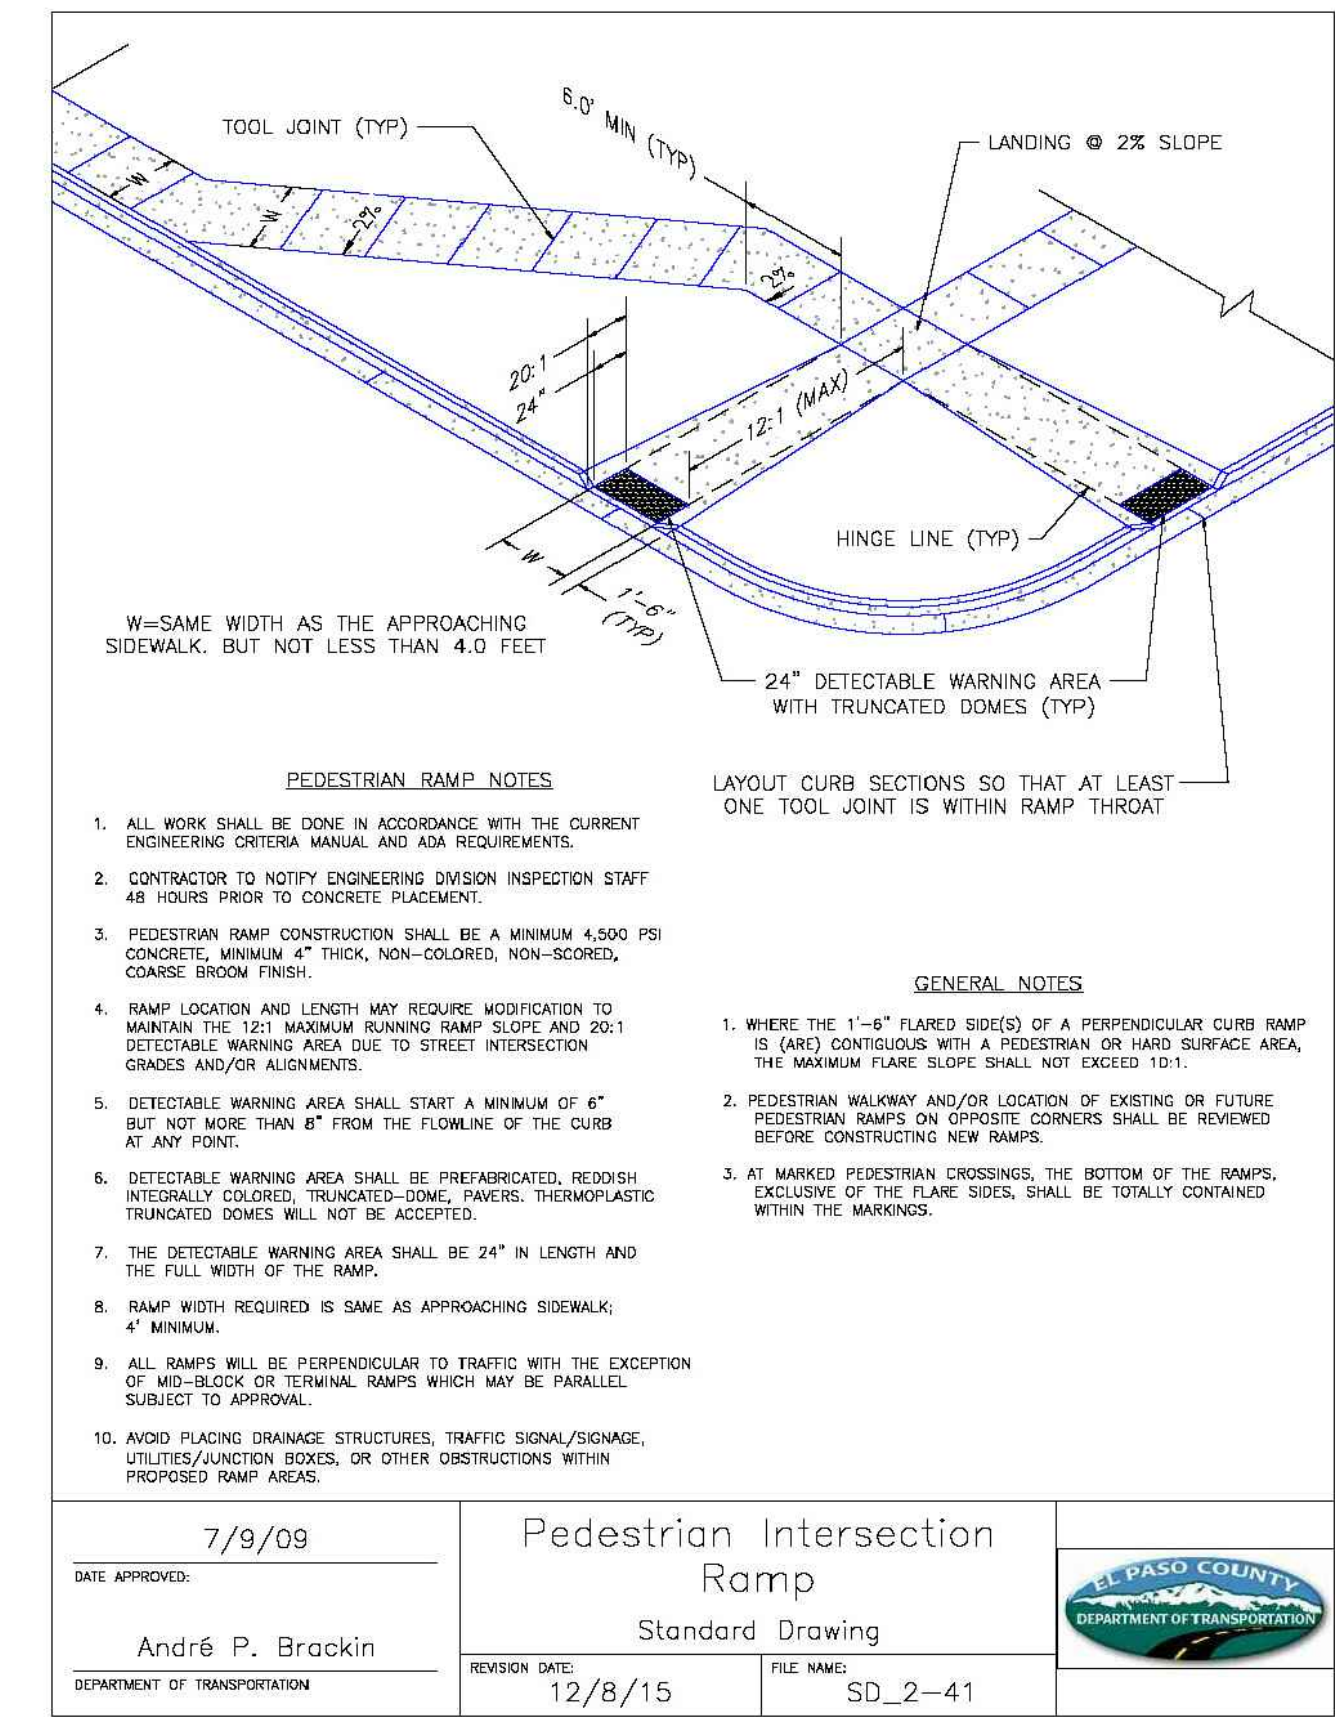 6.0' MIN (TYP)
TOOL JOINT (TYP)
LANDING @ 2% SLOPE
W
W
2%
2%
20:1
24"
12:1 (MAX)
HINGE LINE (TYP)
W
1'-6"
(TYP)
W=SAME WIDTH AS THE APPROACHING
SIDEWALK. BUT NOT LESS THAN 4.0 FEET
24" DETECTABLE WARNING AREA
WITH TRUNCATED DOMES (TYP)
LAYOUT CURB SECTIONS SO THAT AT LEAST
ONE TOOL JOINT IS WITHIN RAMP THROAT
PEDESTRIAN RAMP NOTES
1. ALL WORK SHALL BE DONE IN ACCORDANCE WITH THE CURRENT
ENGINEERING CRITERIA MANUAL AND ADA REQUIREMENTS.
2. CONTRACTOR TO NOTIFY ENGINEERING DIVISION INSPECTION STAFF
48 HOURS PRIOR TO CONCRETE PLACEMENT.
3. PEDESTRIAN RAMP CONSTRUCTION SHALL BE A MINIMUM 4,500 PSI
CONCRETE, MINIMUM 4" THICK, NON-COLORED, NON-SCORED,
COARSE BROOM FINISH.
4. RAMP LOCATION AND LENGTH MAY REQUIRE MODIFICATION TO
MAINTAIN THE 12:1 MAXIMUM RUNNING RAMP SLOPE AND 20:1
DETECTABLE WARNING AREA DUE TO STREET INTERSECTION
GRADES AND/OR ALIGNMENTS.
5. DETECTABLE WARNING AREA SHALL START A MINIMUM OF 6"
BUT NOT MORE THAN 8" FROM THE FLOWLINE OF THE CURB
AT ANY POINT.
6. DETECTABLE WARNING AREA SHALL BE PREFABRICATED, REDDISH
INTEGRALLY COLORED, TRUNCATED-DOME, PAVERS. THERMOPLASTIC
TRUNCATED DOMES WILL NOT BE ACCEPTED.
7. THE DETECTABLE WARNING AREA SHALL BE 24" IN LENGTH AND
THE FULL WIDTH OF THE RAMP.
8. RAMP WIDTH REQUIRED IS SAME AS APPROACHING SIDEWALK;
4' MINIMUM.
9. ALL RAMPS WILL BE PERPENDICULAR TO TRAFFIC WITH THE EXCEPTION
OF MID-BLOCK OR TERMINAL RAMPS WHICH MAY BE PARALLEL
SUBJECT TO APPROVAL.
10. AVOID PLACING DRAINAGE STRUCTURES, TRAFFIC SIGNAL/SIGNAGE,
UTILITIES/JUNCTION BOXES, OR OTHER OBSTRUCTIONS WITHIN
PROPOSED RAMP AREAS.
GENERAL NOTES
1. WHERE THE 1'-6" FLARED SIDE(S) OF A PERPENDICULAR CURB RAMP
IS (ARE) CONTIGUOUS WITH A PEDESTRIAN OR HARD SURFACE AREA,
THE MAXIMUM FLARE SLOPE SHALL NOT EXCEED 10:1.
2. PEDESTRIAN WALKWAY AND/OR LOCATION OF EXISTING OR FUTURE
PEDESTRIAN RAMPS ON OPPOSITE CORNERS SHALL BE REVIEWED
BEFORE CONSTRUCTING NEW RAMPS.
3. AT MARKED PEDESTRIAN CROSSINGS, THE BOTTOM OF THE RAMPS,
EXCLUSIVE OF THE FLARE SIDES, SHALL BE TOTALLY CONTAINED
WITHIN THE MARKINGS.
7/9/09
DATE APPROVED:
André P. Brackin
DEPARTMENT OF TRANSPORTATION
Pedestrian Intersection
Ramp
Standard Drawing
REVISION DATE:
12/8/15
FILE NAME:
SD_2-41
EL PASO COUNTY
DEPARTMENT OF TRANSPORTATION